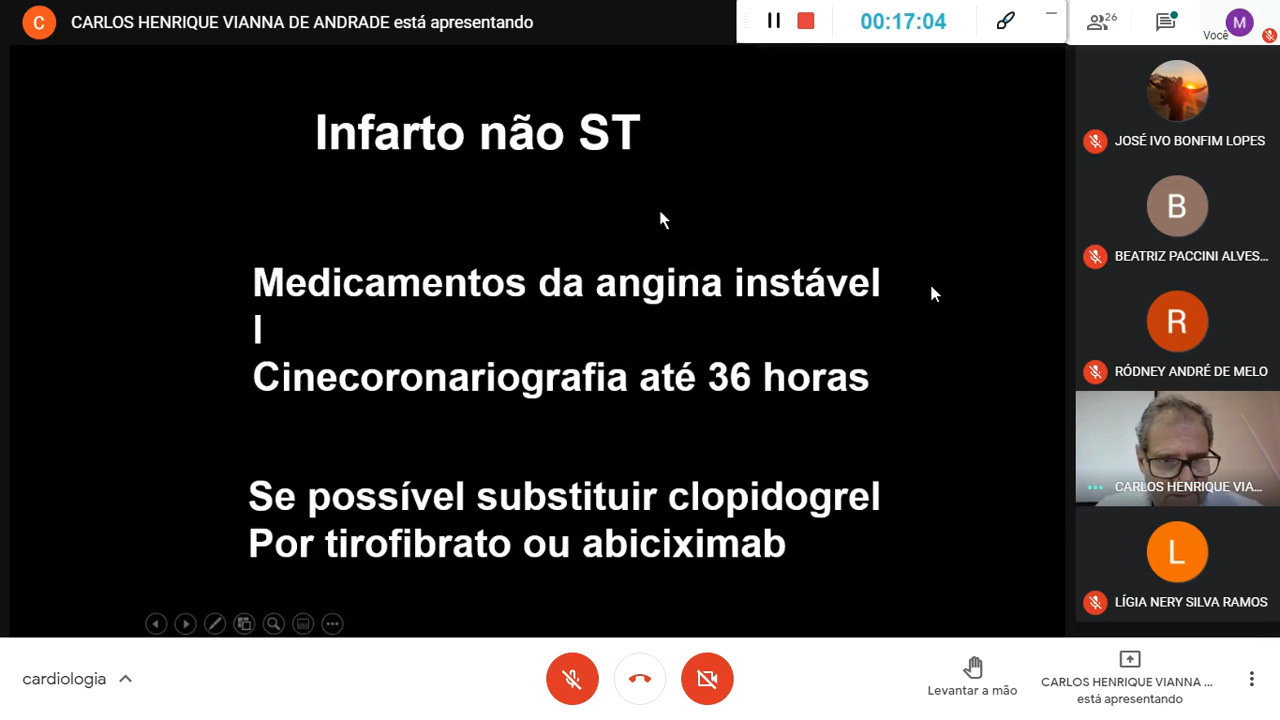 C
CARLOS HENRIQUE VIANNA DE ANDRADE está apresentando
00:17:04
26
Você
M
Infarto não ST
Medicamentos da angina instável
I
Cinecoronariografia até 36 horas
Se possível substituir clopidogrel
Por tirofibrato ou abiciximab
JOSÉ IVO BONFIM LOPES
B
BEATRIZ PACCINI ALVES...
R
RÓDNEY ANDRÉ DE MELO
CARLOS HENRIQUE VIA...
L
LÍGIA NERY SILVA RAMOS
cardiologia
Levantar a mão
CARLOS HENRIQUE VIANNA ...
está apresentando